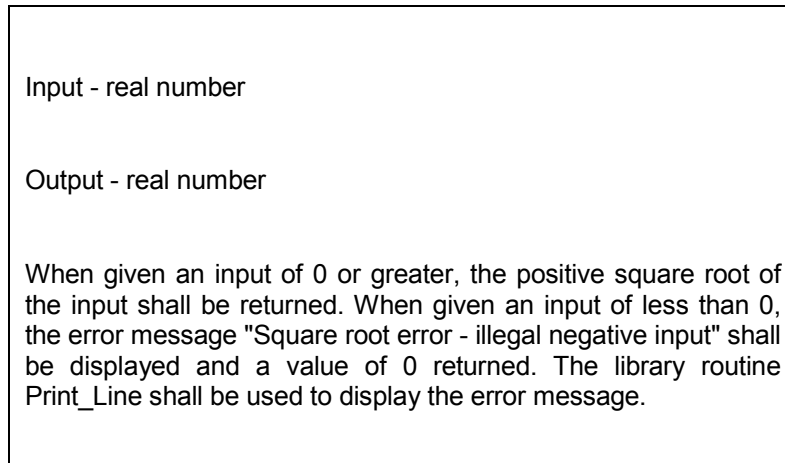 Input - real number
Output - real number
When given an input of 0 or greater, the positive square root of
the input shall be returned. When given an input of less than 0,
the error message "Square root error - illegal negative input" shall
be displayed and a value of 0 returned. The library routine
Print_Line shall be used to display the error message.